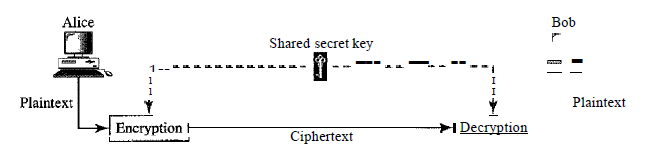 Alice
Bob
Shared secret key
Plaintext
Plaintext
Encryption
Ciphertext
Decryption